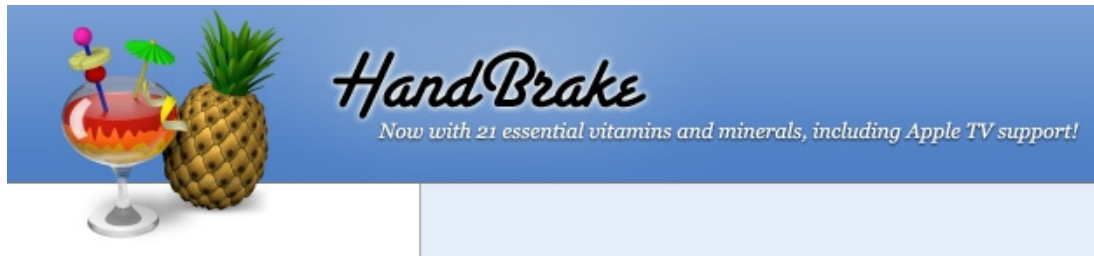 HandBrake
Now with 21 essential vitamins and minerals, including Apple TV support!